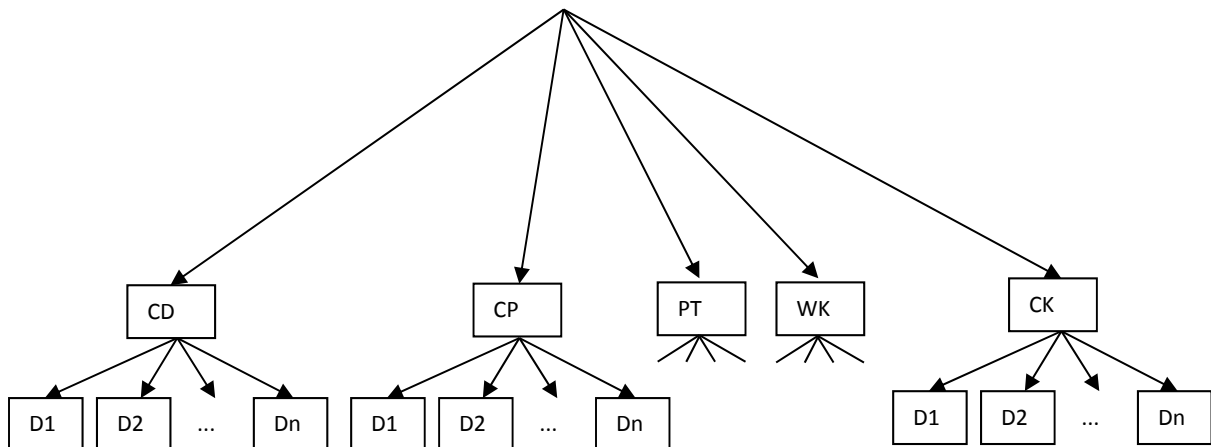 CD CP PT WK CK
D1 D2 ... Dn D1 D2 ... Dn D1 D2 ... Dn